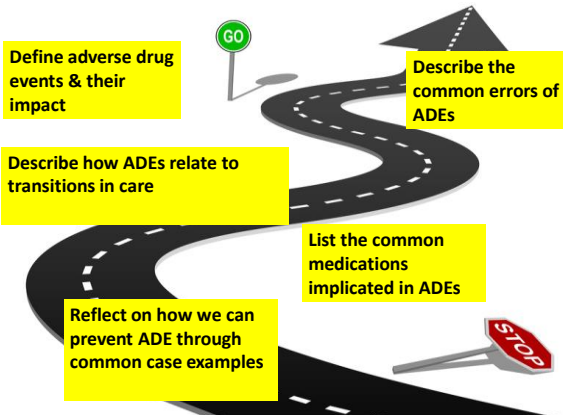 GO
Define adverse drug
events & their
impact
Describe the
common errors of
ADEs
Describe how ADEs relate to
transitions in care
List the common
medications
implicated in ADEs
Reflect on how we can
prevent ADE through
common case examples
STOP